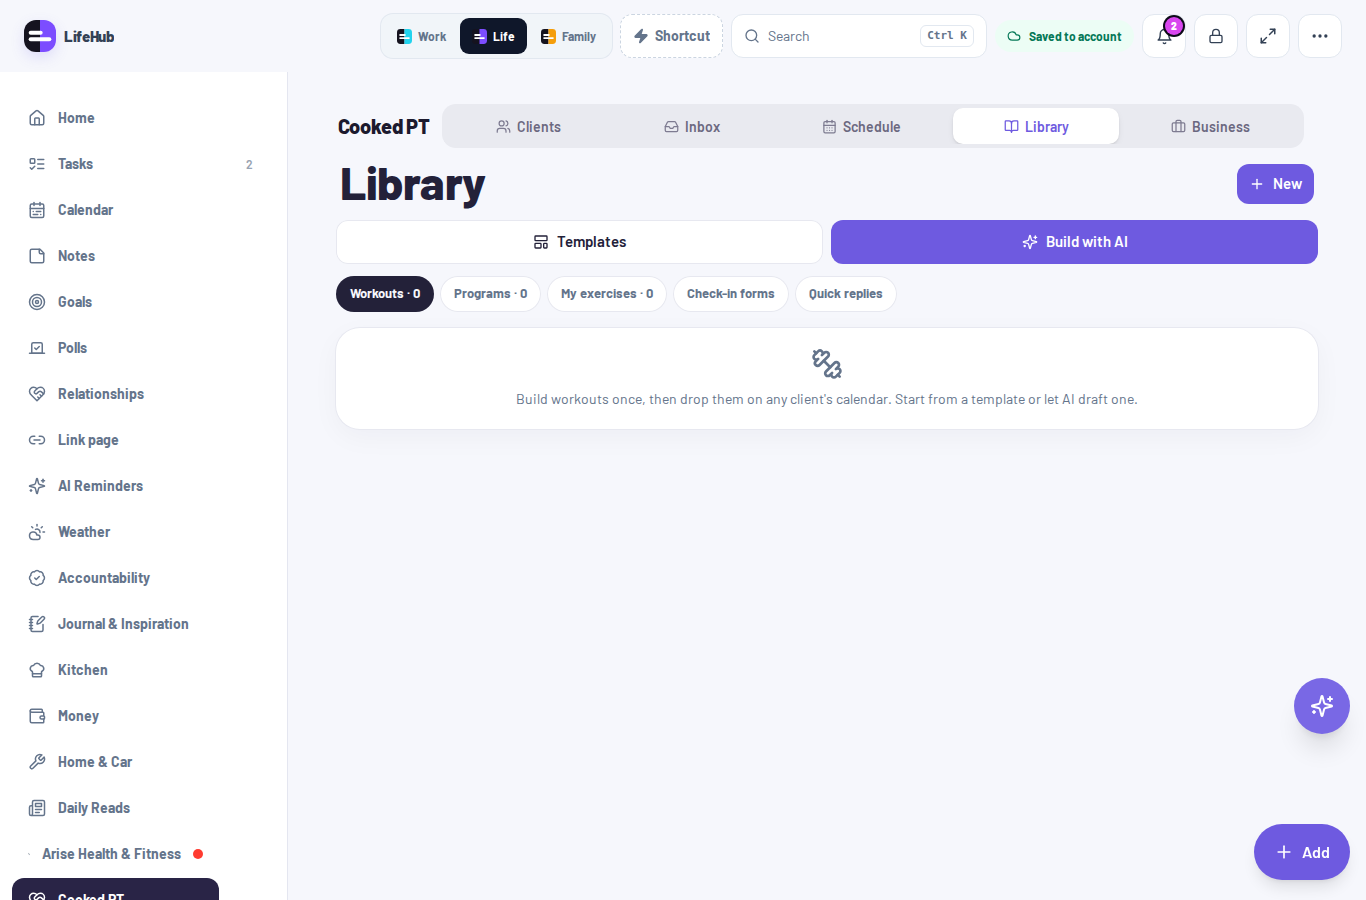 LifeHub
Work
Life
Family
Shortcut
Search
Ctrl K
Saved to account
2
Home
Tasks
2
Calendar
Notes
Goals
Polls
Relationships
Link page
AI Reminders
Weather
Accountability
Journal & Inspiration
Kitchen
Money
Home & Car
Daily Reads
Arise Health & Fitness
Cooked PT
Cooked PT
Clients
Inbox
Schedule
Library
Business
Library
New
Templates
Build with AI
Workouts · 0
Programs · 0
My exercises · 0
Check-in forms
Quick replies
Build workouts once, then drop them on any client's calendar. Start from a template or let AI draft one.
Add